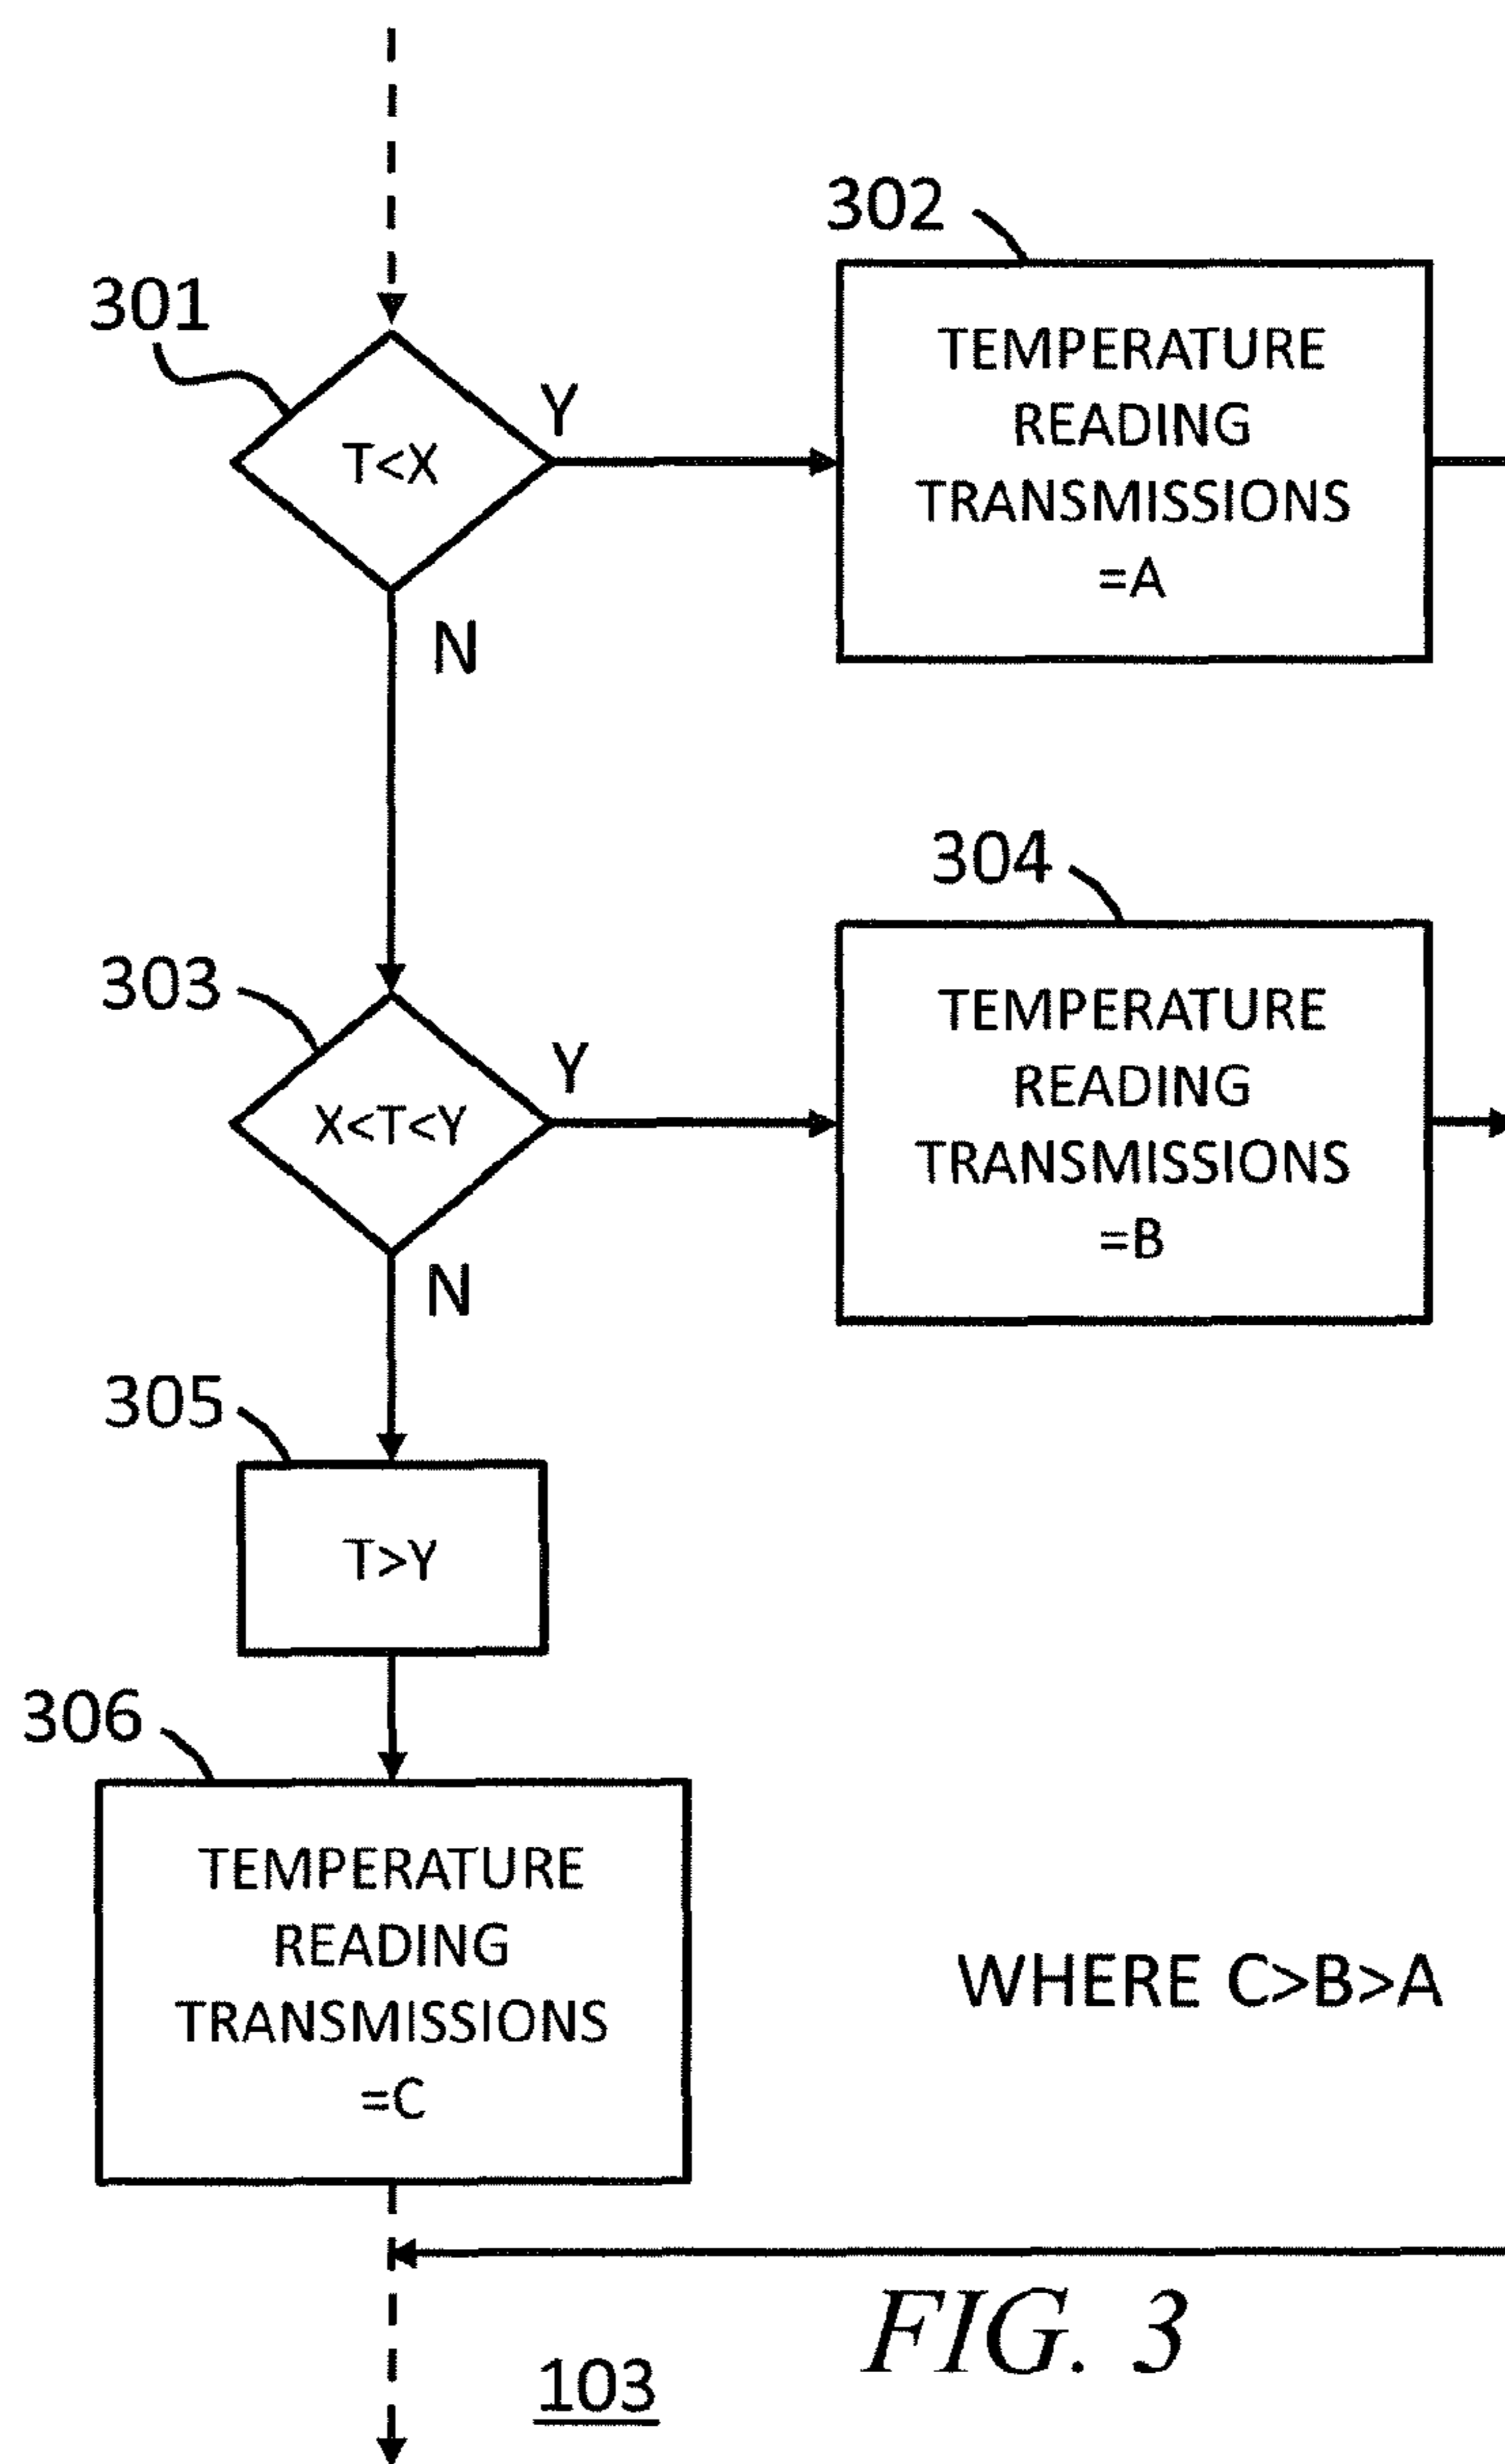 302
301
TEMPERATURE
READING
TRANSMISSIONS
=A
Y
T<X
N
304
303
TEMPERATURE
READING
TRANSMISSIONS
=B
Y
X<T<Y
N
305
T>Y
306
TEMPERATURE
READING
TRANSMISSIONS
=C
WHERE C>B>A
FIG. 3
103